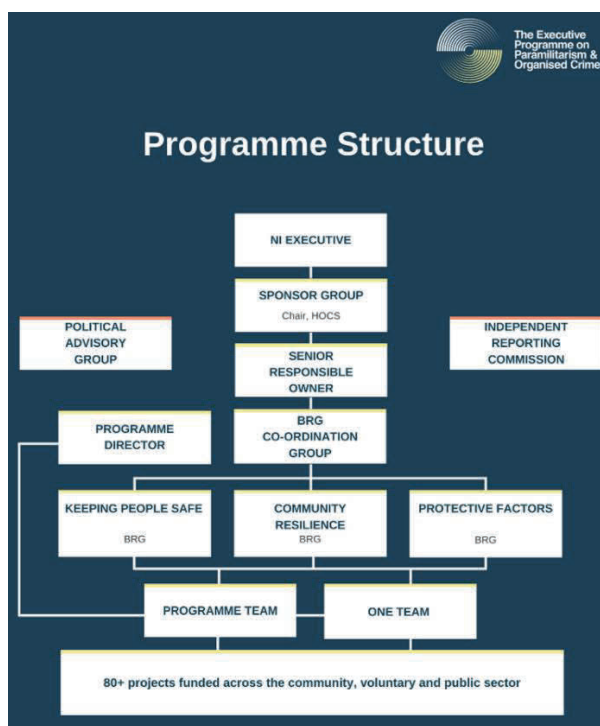 The Executive
Programme on
Paramilitarism &
Organised Crime
Programme Structure
NI EXECUTIVE
SPONSOR GROUP
Chair, HOCS
POLITICAL
ADVISORY
GROUP
INDEPENDENT
REPORTING
COMMISSION
SENIOR
RESPONSIBLE
OWNER
PROGRAMME
DIRECTOR
BRG
CO-ORDINATION
GROUP
KEEPING PEOPLE SAFE
BRG
COMMUNITY
RESILIENCE
BRG
PROTECTIVE FACTORS
BRG
PROGRAMME TEAM
ONE TEAM
80+ projects funded across the community, voluntary and public sector